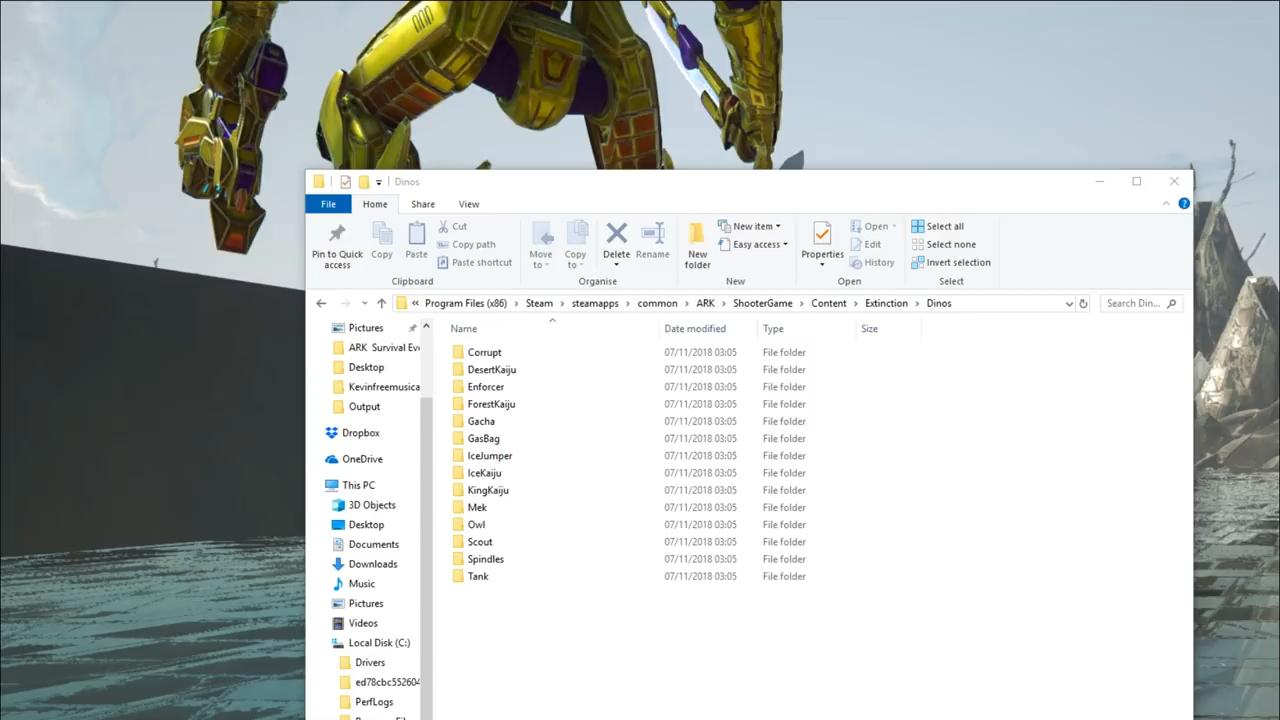 Dinos
File Home Share View
Pin to Quick access
Copy
Paste
Cut
Copy path
Paste shortcut
Clipboard
Move to
Copy to
Delete
Rename
Organise
New folder
New item
Easy access
New
Properties
Open
Edit
History
Open
Select all
Select none
Invert selection
Select
« Program Files (x86) > Steam > steamapps > common > ARK > ShooterGame > Content > Extinction > Dinos
Search Din...
Pictures
ARK Survival Eve
Desktop
Kevinfreemusica
Output
Dropbox
OneDrive
This PC
3D Objects
Desktop
Documents
Downloads
Music
Pictures
Videos
Local Disk (C:)
Drivers
ed78cbc552604
PerfLogs
Name Date modified Type Size
Corrupt 07/11/2018 03:05 File folder
DesertKaiju 07/11/2018 03:05 File folder
Enforcer 07/11/2018 03:05 File folder
ForestKaiju 07/11/2018 03:05 File folder
Gacha 07/11/2018 03:05 File folder
GasBag 07/11/2018 03:05 File folder
IceJumper 07/11/2018 03:05 File folder
IceKaiju 07/11/2018 03:05 File folder
KingKaiju 07/11/2018 03:05 File folder
Mek 07/11/2018 03:05 File folder
Owl 07/11/2018 03:05 File folder
Scout 07/11/2018 03:05 File folder
Spindles 07/11/2018 03:05 File folder
Tank 07/11/2018 03:05 File folder